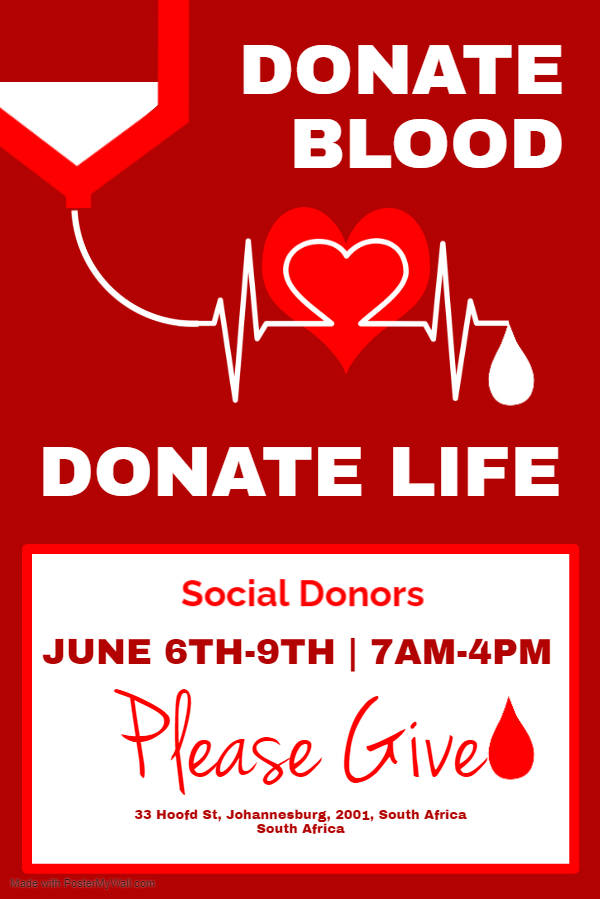 DONATE
BLOOD
DONATE LIFE
Social Donors
JUNE 6TH-9TH | 7AM-4PM
Please Give
33 Hoofd St, Johannesburg, 2001, South Africa
South Africa
Made with PosterMyWall.com